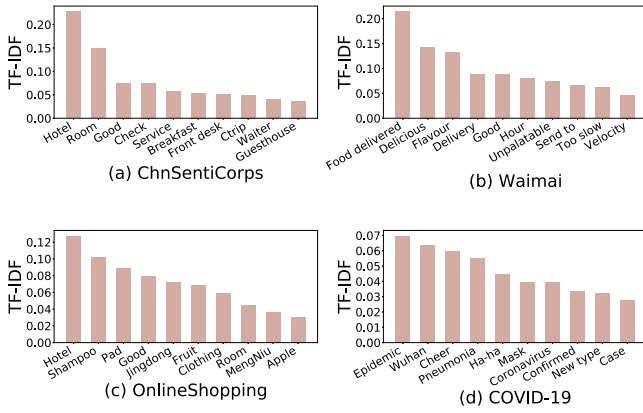 TF-IDF
0.20
0.15
0.10
0.05
0.00
Hotel
Room
Good
Check
Service
Breakfast
Front desk
Ctrip
Waiter
Guesthouse
(a) ChnSentiCorps
TF-IDF
0.20
0.15
0.10
0.05
0.00
Food delivered
Delicious
Flavour
Delivery
Good
Hour
Unpalatable
Send to
Too slow
Velocity
(b) Waimai
TF-IDF
0.12
0.10
0.08
0.06
0.04
0.02
0.00
Hotel
Shampoo
Pad
Good
Jingdong
Fruit
Clothing
Room
MengNiu
Apple
(c) OnlineShopping
TF-IDF
0.07
0.06
0.05
0.04
0.03
0.02
0.01
0.00
Epidemic
Wuhan
Cheer
Pneumonia
Ha-ha
Mask
Coronavirus
Confirmed
New type
Case
(d) COVID-19